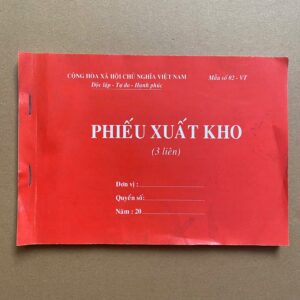 CỘNG HÒA XÃ HỘI CHỦ NGHĨA VIỆT NAM
Mẫu số 02 - VT
Độc lập - Tự do - Hạnh phúc
PHIẾU XUẤT KHO
(3 liên)
Đơn vị :
Quyển số:
Năm : 20